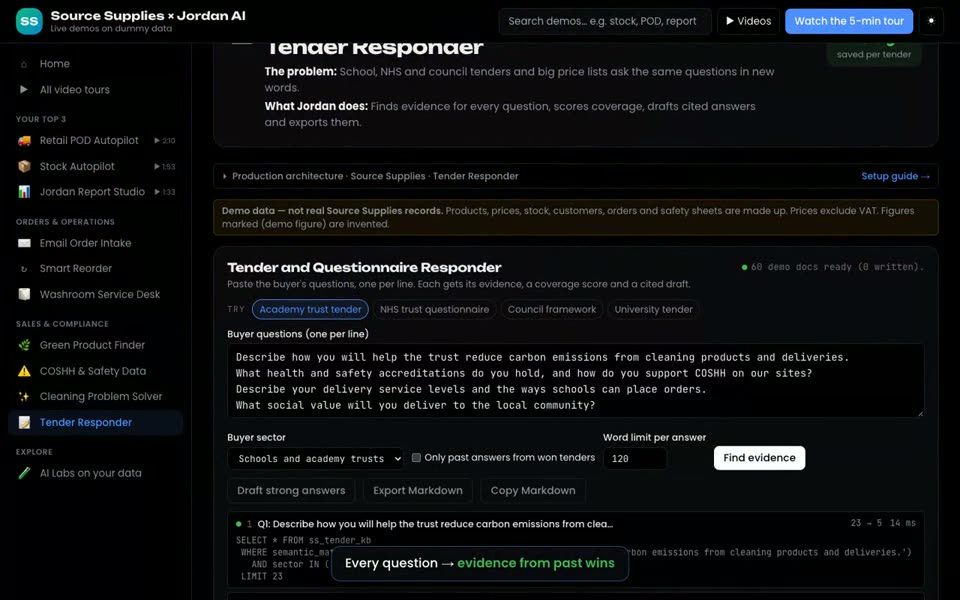 SS
Source Supplies × Jordan AI
Live demos on dummy data
Search demos... e.g. stock, POD, report
Videos
Watch the 5-min tour
Home
All video tours
YOUR TOP 3
Retail POD Autopilot 2:10
Stock Autopilot 1:53
Jordan Report Studio 1:33
ORDERS & OPERATIONS
Email Order Intake
Smart Reorder
Washroom Service Desk
SALES & COMPLIANCE
Green Product Finder
COSHH & Safety Data
Cleaning Problem Solver
Tender Responder
EXPLORE
AI Labs on your data
Tender Responder
saved per tender
The problem: School, NHS and council tenders and big price lists ask the same questions in new
words.
What Jordan does: Finds evidence for every question, scores coverage, drafts cited answers
and exports them.
Production architecture · Source Supplies · Tender Responder
Setup guide →
Demo data — not real Source Supplies records. Products, prices, stock, customers, orders and safety sheets are made up. Prices exclude VAT. Figures
marked (demo figure) are invented.
Tender and Questionnaire Responder
60 demo docs ready (0 written).
Paste the buyer's questions, one per line. Each gets its evidence, a coverage score and a cited draft.
TRY Academy trust tender NHS trust questionnaire Council framework University tender
Buyer questions (one per line)
Describe how you will help the trust reduce carbon emissions from cleaning products and deliveries.
What health and safety accreditations do you hold, and how do you support COSHH on our sites?
Describe your delivery service levels and the ways schools can place orders.
What social value will you deliver to the local community?
Buyer sector
Word limit per answer
Schools and academy trusts
Only past answers from won tenders
120
Find evidence
Draft strong answers
Export Markdown
Copy Markdown
1 Q1: Describe how you will help the trust reduce carbon emissions from clea…
23 → 5 14 ms
SELECT * FROM ss_tender_kb
WHERE semantic_ma rbon emissions from cleaning products and deliveries.')
AND sector IN (
LIMIT 23
Every question → evidence from past wins